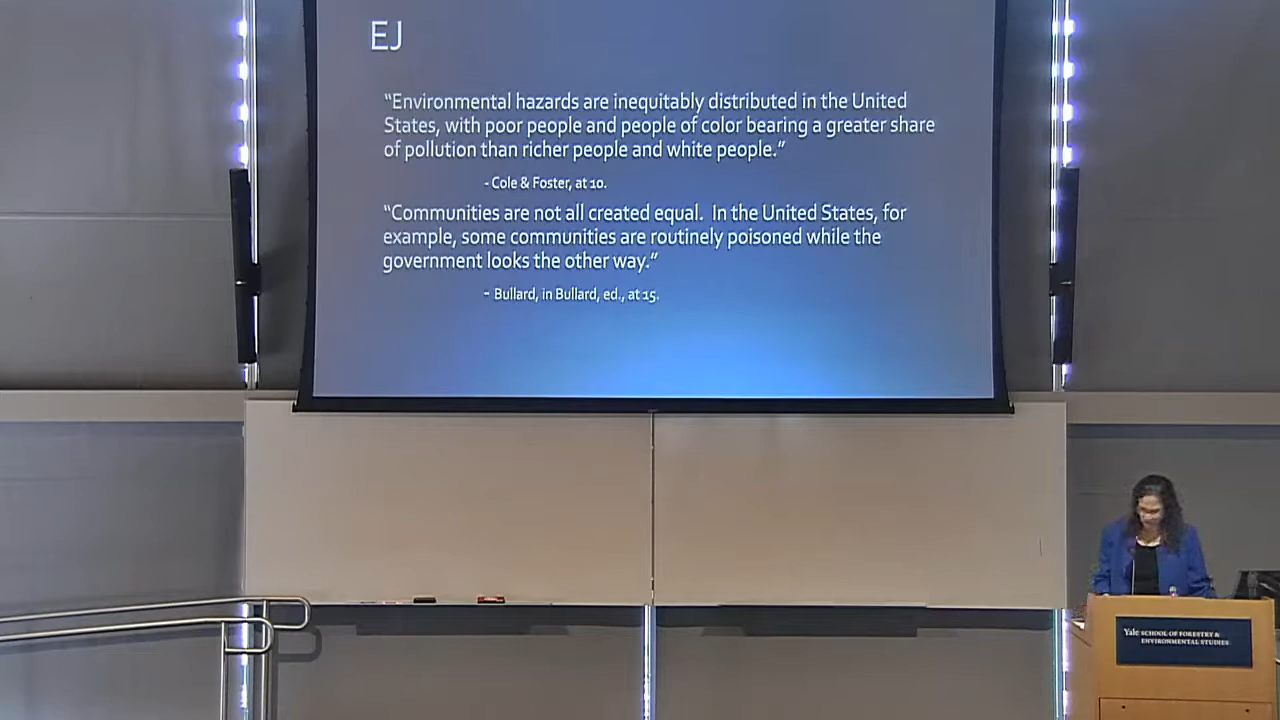 EJ
“Environmental hazards are inequitably distributed in the United
States, with poor people and people of color bearing a greater share
of pollution than richer people and white people.”
- Cole & Foster, at 10.
“Communities are not all created equal.  In the United States, for
example, some communities are routinely poisoned while the
government looks the other way.”
– Bullard, in Bullard, ed., at 15.
Yale SCHOOL OF FORESTRY &
ENVIRONMENTAL STUDIES